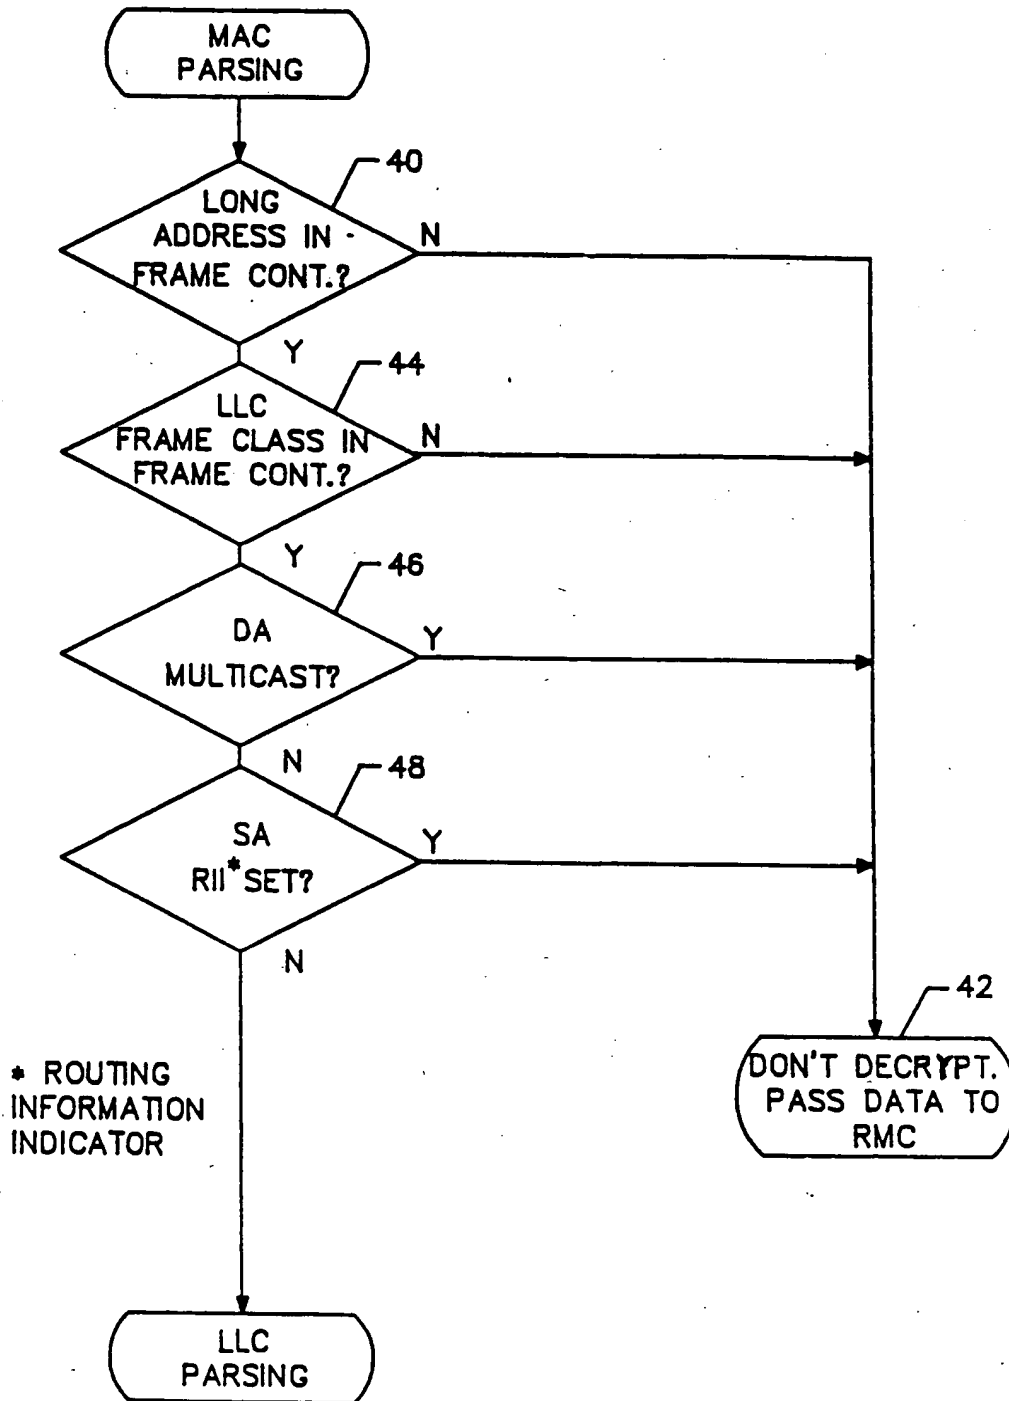 MAC
PARSING
40
LONG
ADDRESS IN
FRAME CONT.?
N
Y
44
LLC
FRAME CLASS IN
FRAME CONT.?
N
Y
46
DA
MULTICAST?
Y
N
48
SA
RII* SET?
Y
N
42
DON'T DECRYPT.
PASS DATA TO
RMC
* ROUTING
INFORMATION
INDICATOR
LLC
PARSING